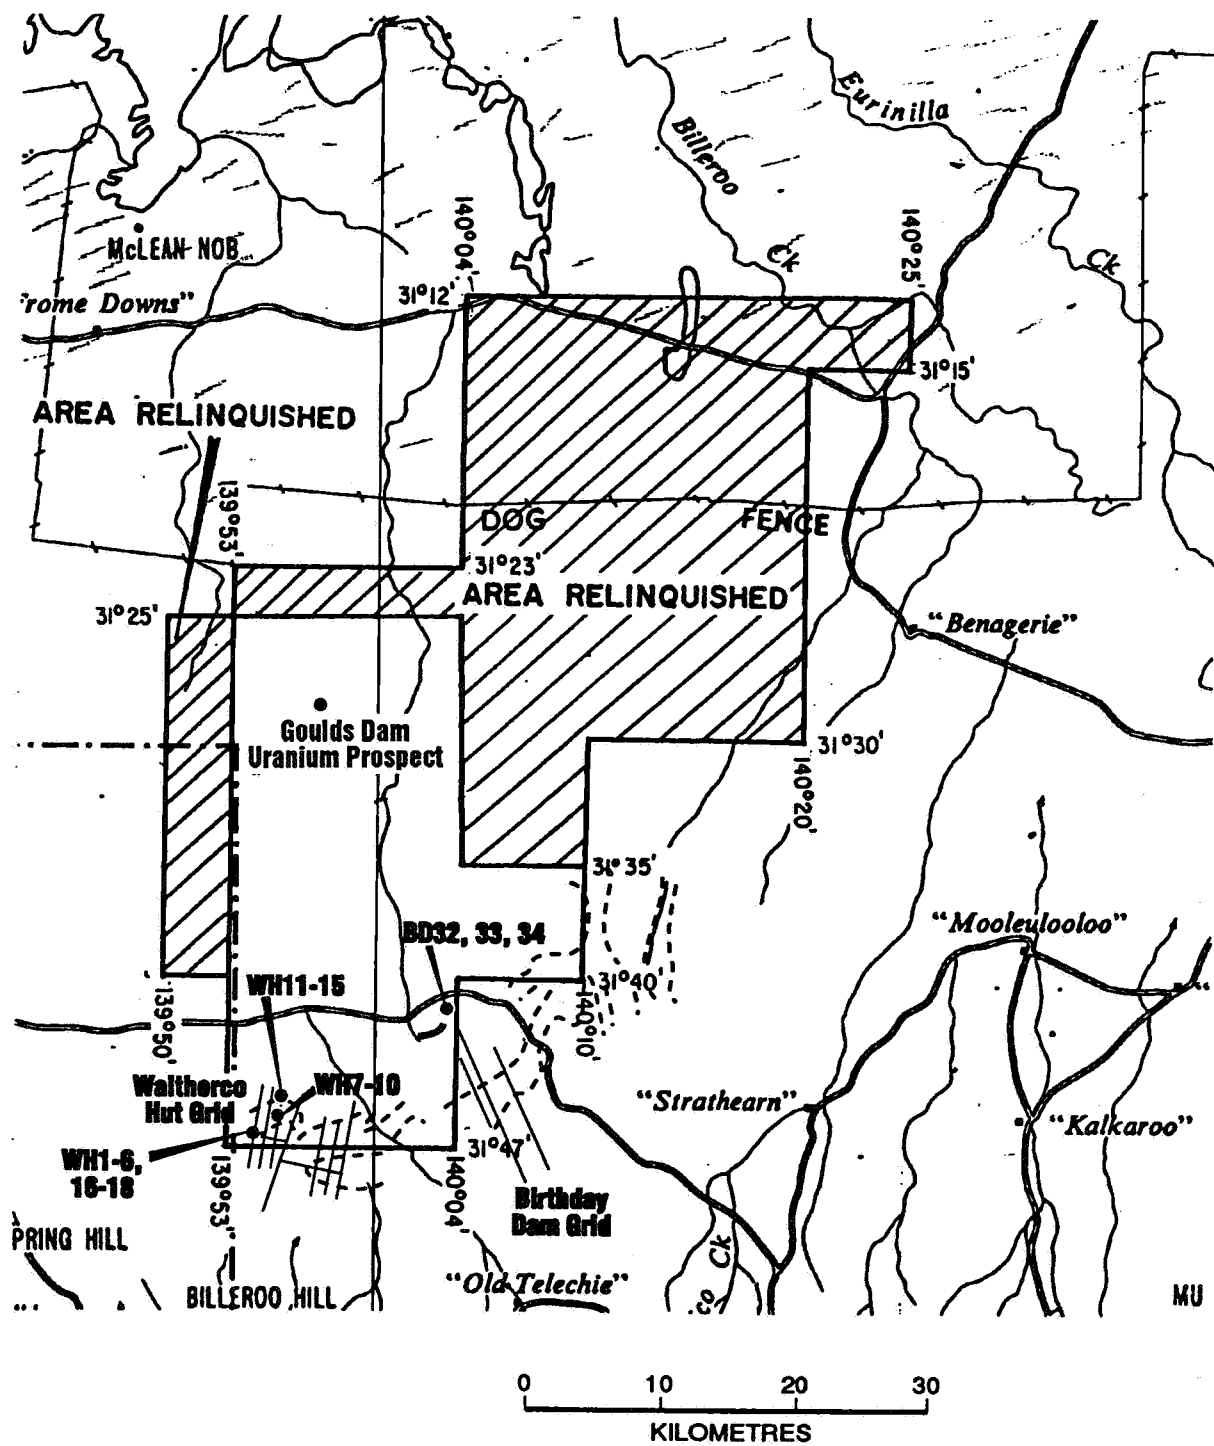 Eurinilla
Billeroo
Ck
Ck
McLEAN NOB
140°04'
140°25'
31°12'
rome Downs”
31°15'
AREA RELINQUISHED
139°53'
DOG FENCE
31°23'
AREA RELINQUISHED
31°25'
“Benagerie”
Goulds Dam
Uranium Prospect
31°30'
140°20'
31°35'
BD32, 33, 34
“Mooleulooloo”
WH11-15
31°40'
139°50'
140°10'
Waltherco
Hut Grid
WH7-10
“Strathearn”
“Kalkaroo”
31°47'
WH1-6,
16-18
139°53'
140°04'
Birthday
Dam Grid
PRING HILL
Ck
co
BILLEROO HILL
“Old Telechie”
MU
0 10 20 30
KILOMETRES